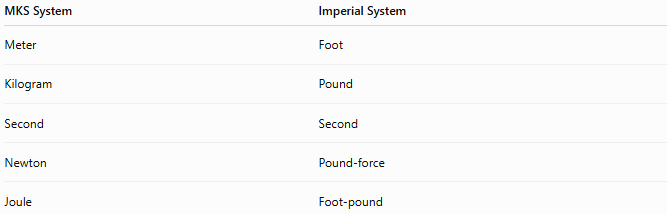 MKS System Imperial System
Meter Foot
Kilogram Pound
Second Second
Newton Pound-force
Joule Foot-pound